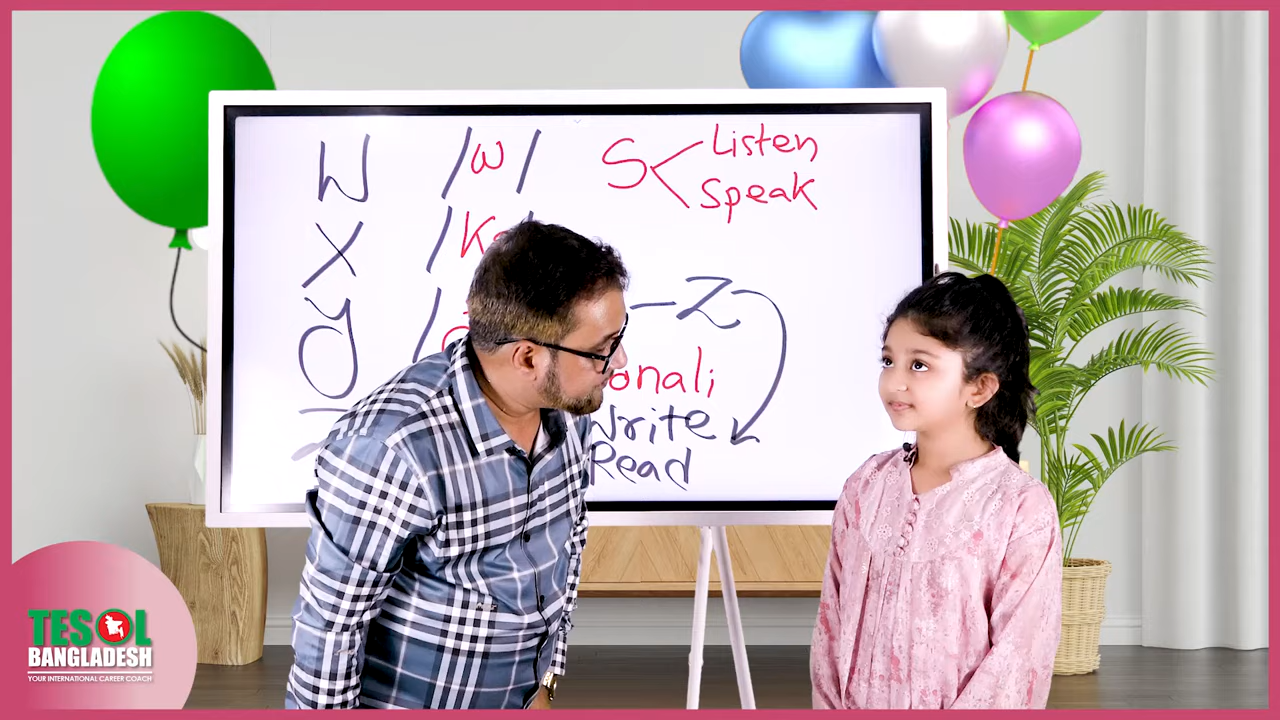 W /w/ S Listen
Speak
X /K
y /
- Z
onali
Write
Read
TESOL
BANGLADESH
YOUR INTERNATIONAL CAREER COACH